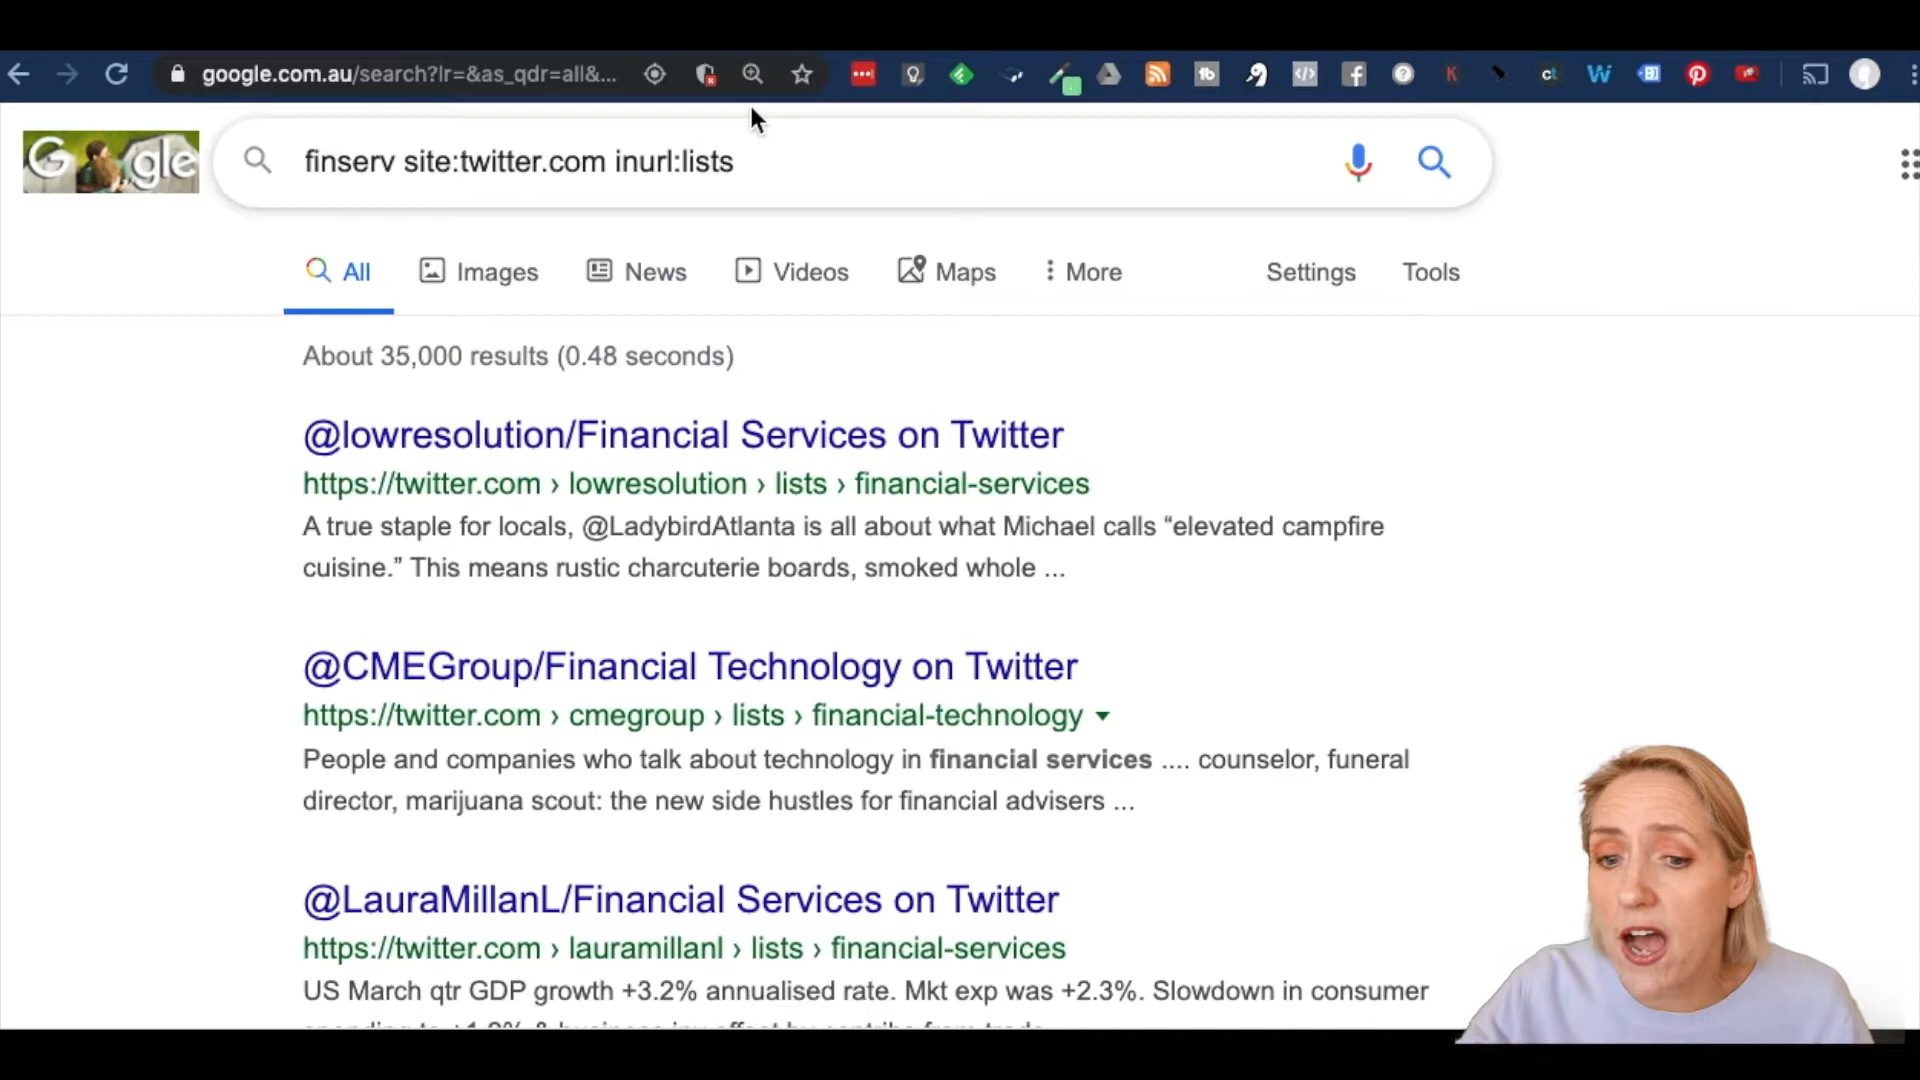 google.com.au/search?lr=&as_qdr=all&...
G gle
finserv site:twitter.com inurl:lists
All Images News Videos Maps More Settings Tools
About 35,000 results (0.48 seconds)
@lowresolution/Financial Services on Twitter
https://twitter.com › lowresolution › lists › financial-services
A true staple for locals, @LadybirdAtlanta is all about what Michael calls “elevated campfire
cuisine.” This means rustic charcuterie boards, smoked whole ...
@CMEGroup/Financial Technology on Twitter
https://twitter.com › cmegroup › lists › financial-technology
People and companies who talk about technology in financial services .... counselor, funeral
director, marijuana scout: the new side hustles for financial advisers ...
@LauraMillanL/Financial Services on Twitter
https://twitter.com › lauramillanl › lists › financial-services
US March qtr GDP growth +3.2% annualised rate. Mkt exp was +2.3%. Slowdown in consumer